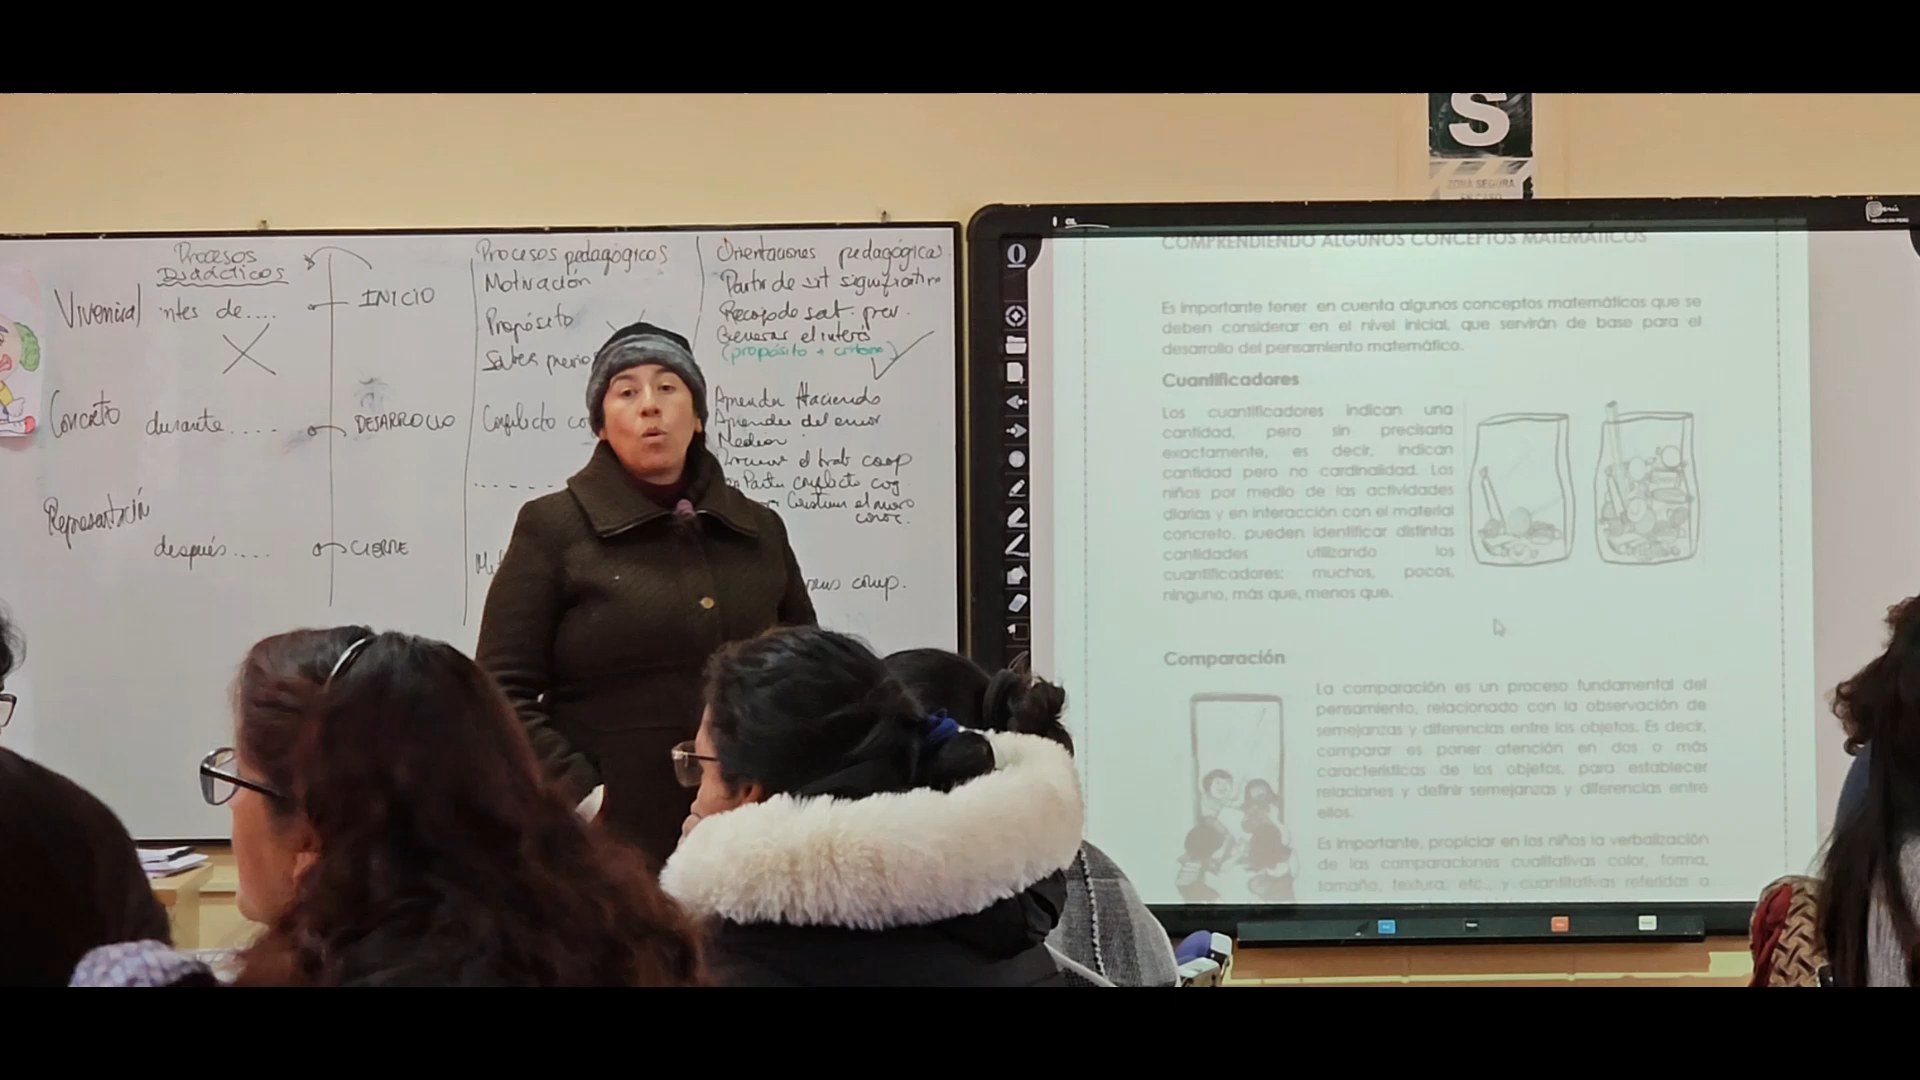 S
ZONA SEGURA
Procesos
Didácticos
Vivencial
antes de....
INICIO
Concreto
durante....
DESARROLLO
Representación
después....
CIERRE
Procesos pedagógicos
Motivación
Propósito
Saberes previos
Conflicto
Orientaciones pedagógicas
Partir de sit significativa
Recojo de sab. prev.
Generar el interés
(propósito + criterio)
Aprender Haciendo
Aprender del error
Mediar
el trab coop
conflicto cog
Construir el nuevo
conoc.
comp.
COMPRENDIENDO ALGUNOS CONCEPTOS MATEMÁTICOS
Es importante tener en cuenta algunos conceptos matemáticos que se
deben considerar en el nivel inicial, que servirán de base para el
desarrollo del pensamiento matemático.
Cuantificadores
Los cuantificadores indican una
cantidad, pero sin precisarla
exactamente, es decir, indican
cantidad pero no cardinalidad. Los
niños por medio de las actividades
diarias y en interacción con el material
concreto, pueden identificar distintas
cantidades utilizando los
cuantificadores: muchos, pocos,
ninguno, más que, menos que.
Comparación
La comparación es un proceso fundamental del
pensamiento, relacionado con la observación de
semejanzas y diferencias entre los objetos. Es decir,
comparar es poner atención en dos o más
características de los objetos, para establecer
relaciones y definir semejanzas y diferencias entre
ellos.
Es importante, propiciar en los niños la verbalización
de las comparaciones cualitativas color, forma,
tamaño, textura, etc., y cuantitativas referidas a